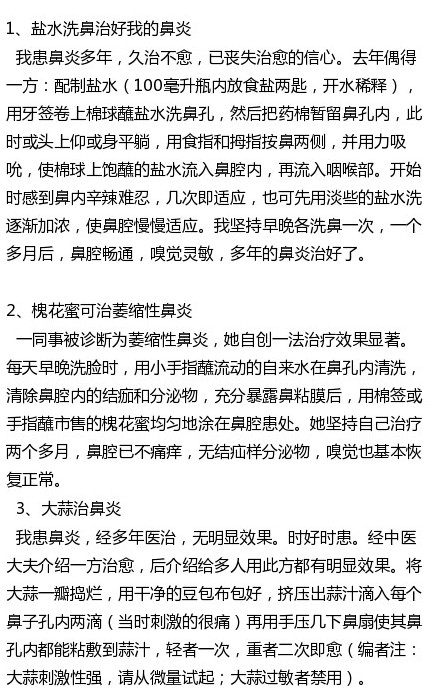 1、盐水洗鼻治好我的鼻炎
我患鼻炎多年，久治不愈，已丧失治愈的信心。去年偶得
一方：配制盐水（100毫升瓶内放食盐两匙，开水稀释），
用牙签卷上棉球蘸盐水洗鼻孔，然后把药棉暂留鼻孔内，此
时或头上仰或身平躺，用食指和拇指按鼻两侧，并用力吸
吮，使棉球上饱蘸的盐水流入鼻腔内，再流入咽喉部。开始
时感到鼻内辛辣难忍，几次即适应，也可先用淡些的盐水洗
逐渐加浓，使鼻腔慢慢适应。我坚持早晚各洗鼻一次，一个
多月后，鼻腔畅通，嗅觉灵敏，多年的鼻炎治好了。
2、槐花蜜可治萎缩性鼻炎
一同事被诊断为萎缩性鼻炎，她自创一法治疗效果显著。
每天早晚洗脸时，用小手指蘸流动的自来水在鼻孔内清洗，
清除鼻腔内的结痂和分泌物，充分暴露鼻粘膜后，用棉签或
手指蘸市售的槐花蜜均匀地涂在鼻腔患处。她坚持自己治疗
两个多月，鼻腔已不痛痒，无结疝样分泌物，嗅觉也基本恢
复正常。
3、大蒜治鼻炎
我患鼻炎，经多年医治，无明显效果。时好时患。经中医
大夫介绍一方治愈，后介绍给多人用此方都有明显效果。将
大蒜一瓣捣烂，用干净的豆包布包好，挤压出蒜汁滴入每个
鼻子孔内两滴（当时刺激的很痛）再用手压几下鼻扇使其鼻
孔内都能粘敷到蒜汁，轻者一次，重者二次即愈（编者注：
大蒜刺激性强，请从微量试起；大蒜过敏者禁用）。